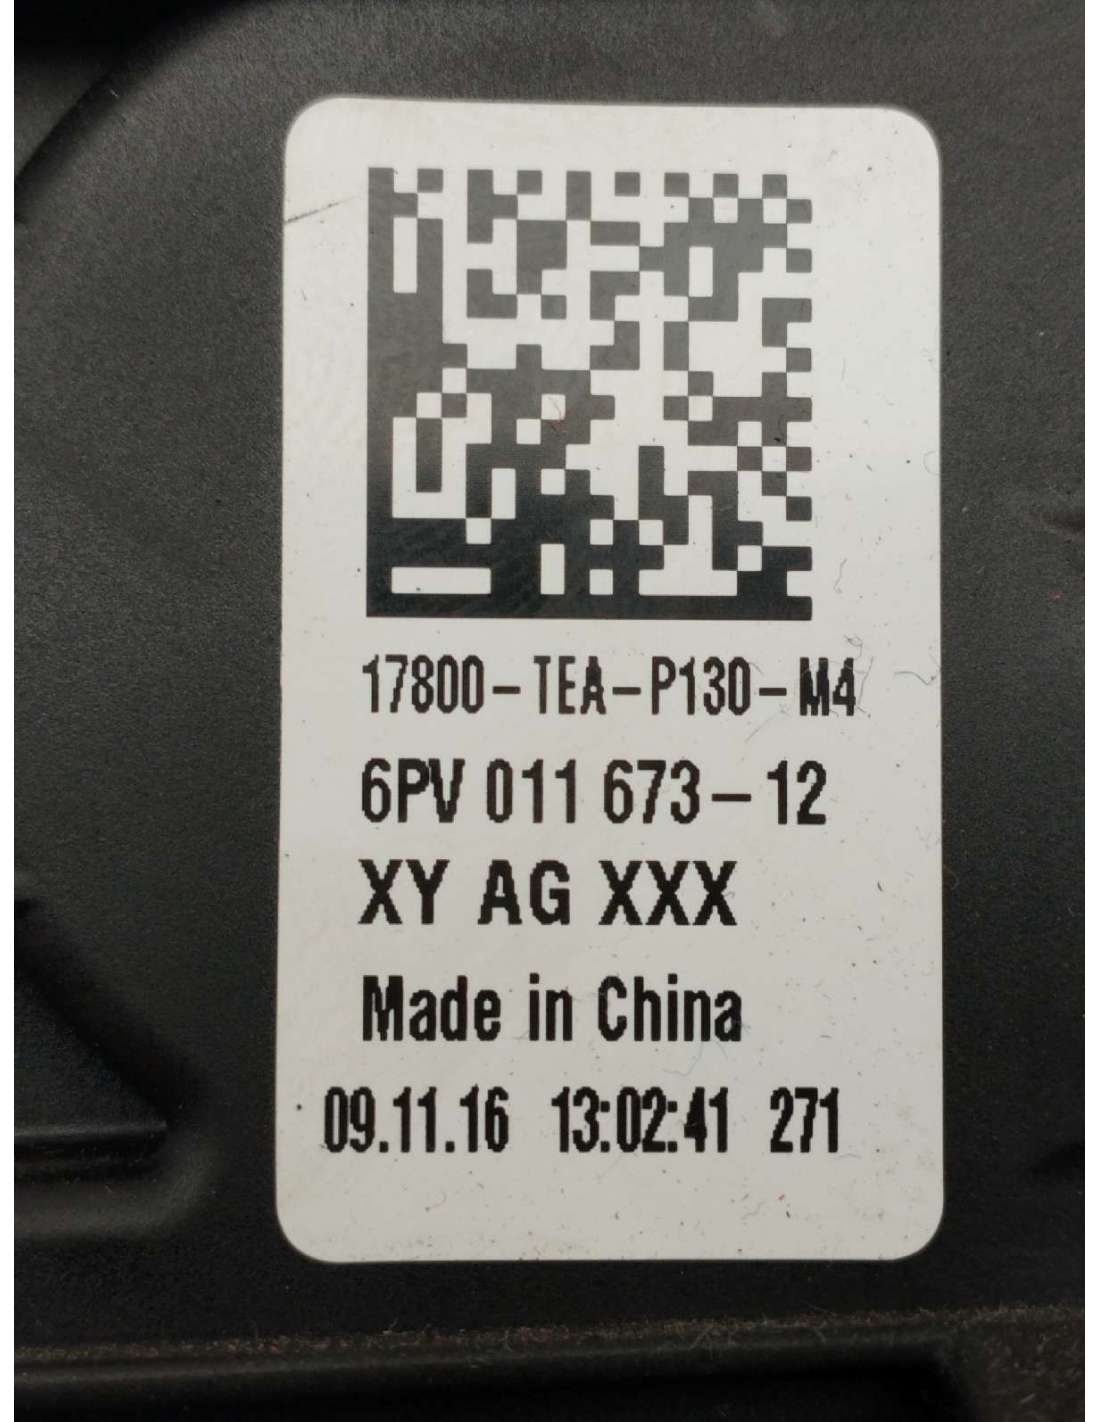 17800-TEA-P130-M4
6PV 011 673-12
XY AG XXX
Made in China
09.11.16 13:02:41 271